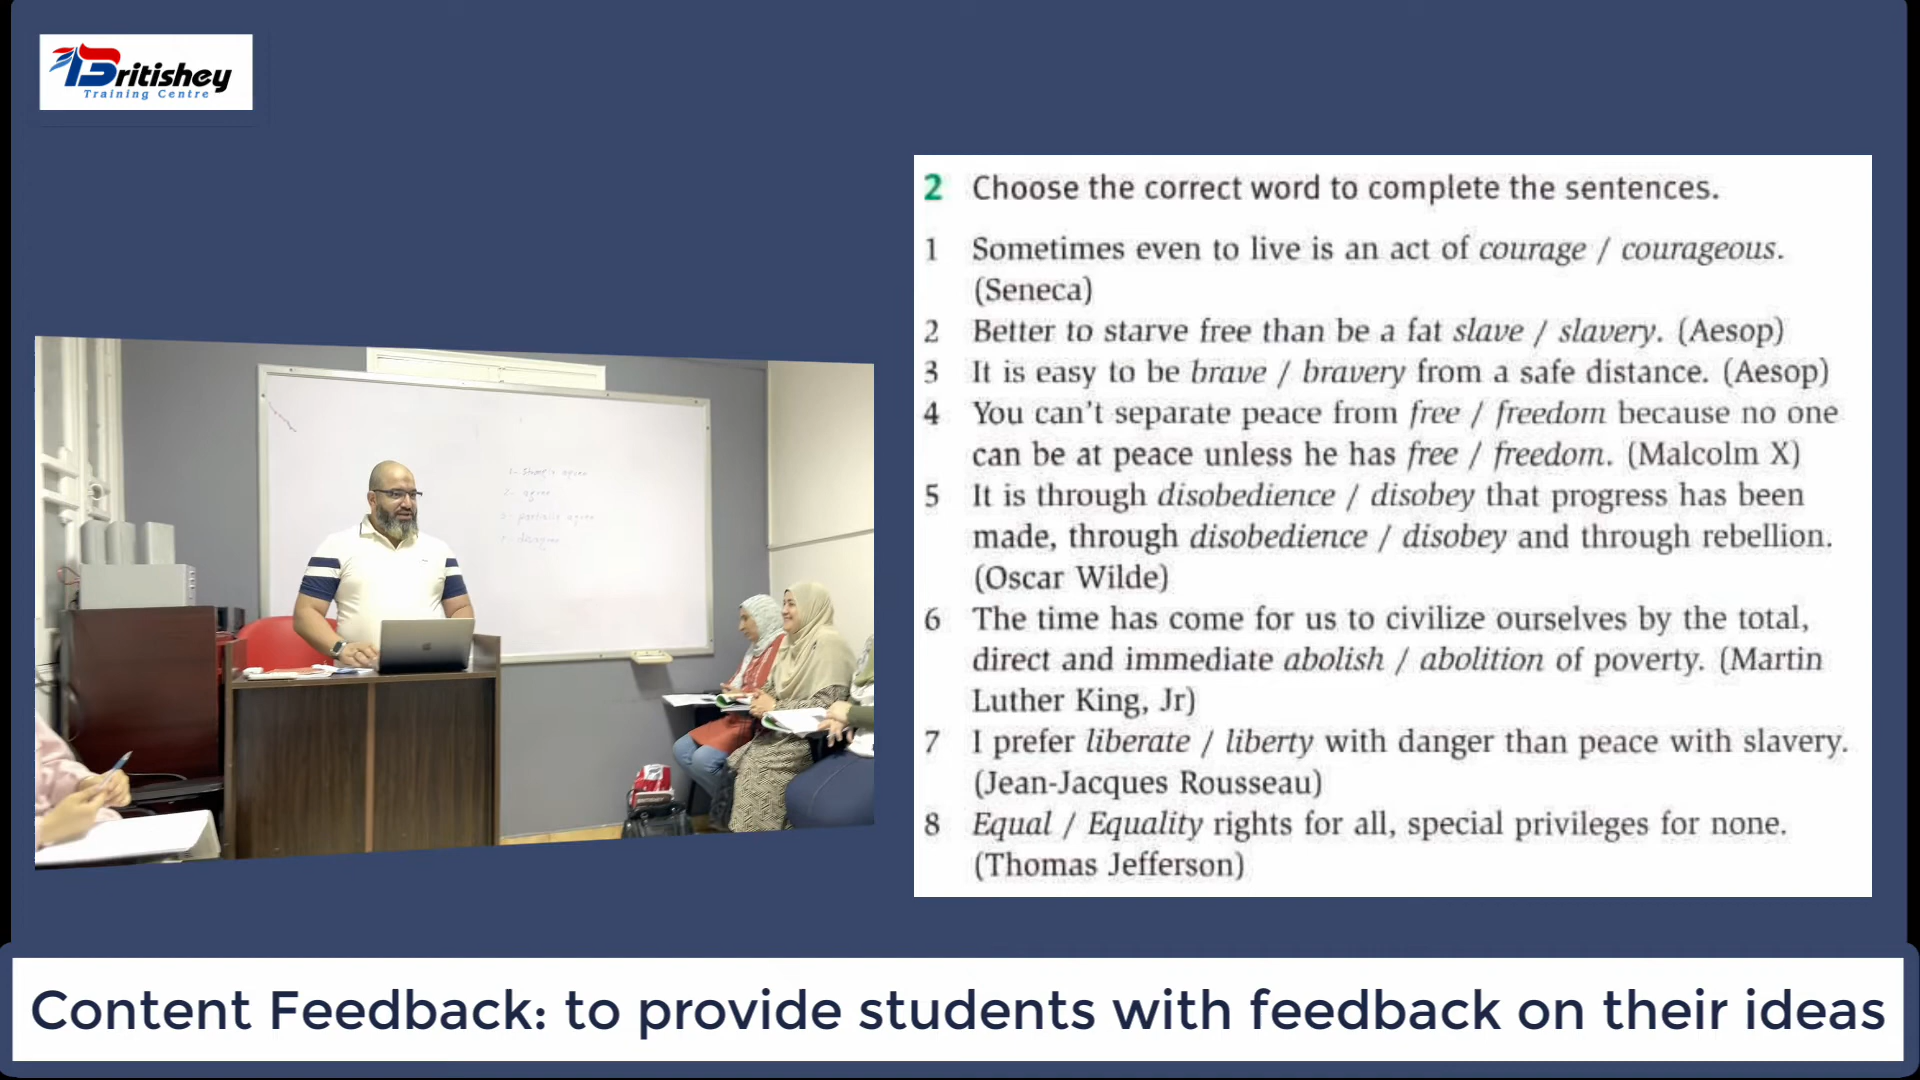 Britishey
Training Centre
2 Choose the correct word to complete the sentences.
1 Sometimes even to live is an act of courage / courageous.
(Seneca)
2 Better to starve free than be a fat slave / slavery. (Aesop)
3 It is easy to be brave / bravery from a safe distance. (Aesop)
4 You can't separate peace from free / freedom because no one
can be at peace unless he has free / freedom. (Malcolm X)
5 It is through disobedience / disobey that progress has been
made, through disobedience / disobey and through rebellion.
(Oscar Wilde)
6 The time has come for us to civilize ourselves by the total,
direct and immediate abolish / abolition of poverty. (Martin
Luther King, Jr)
7 I prefer liberate / liberty with danger than peace with slavery.
(Jean-Jacques Rousseau)
8 Equal / Equality rights for all, special privileges for none.
(Thomas Jefferson)
agree
2- agree
agree
disagree
Content Feedback: to provide students with feedback on their ideas